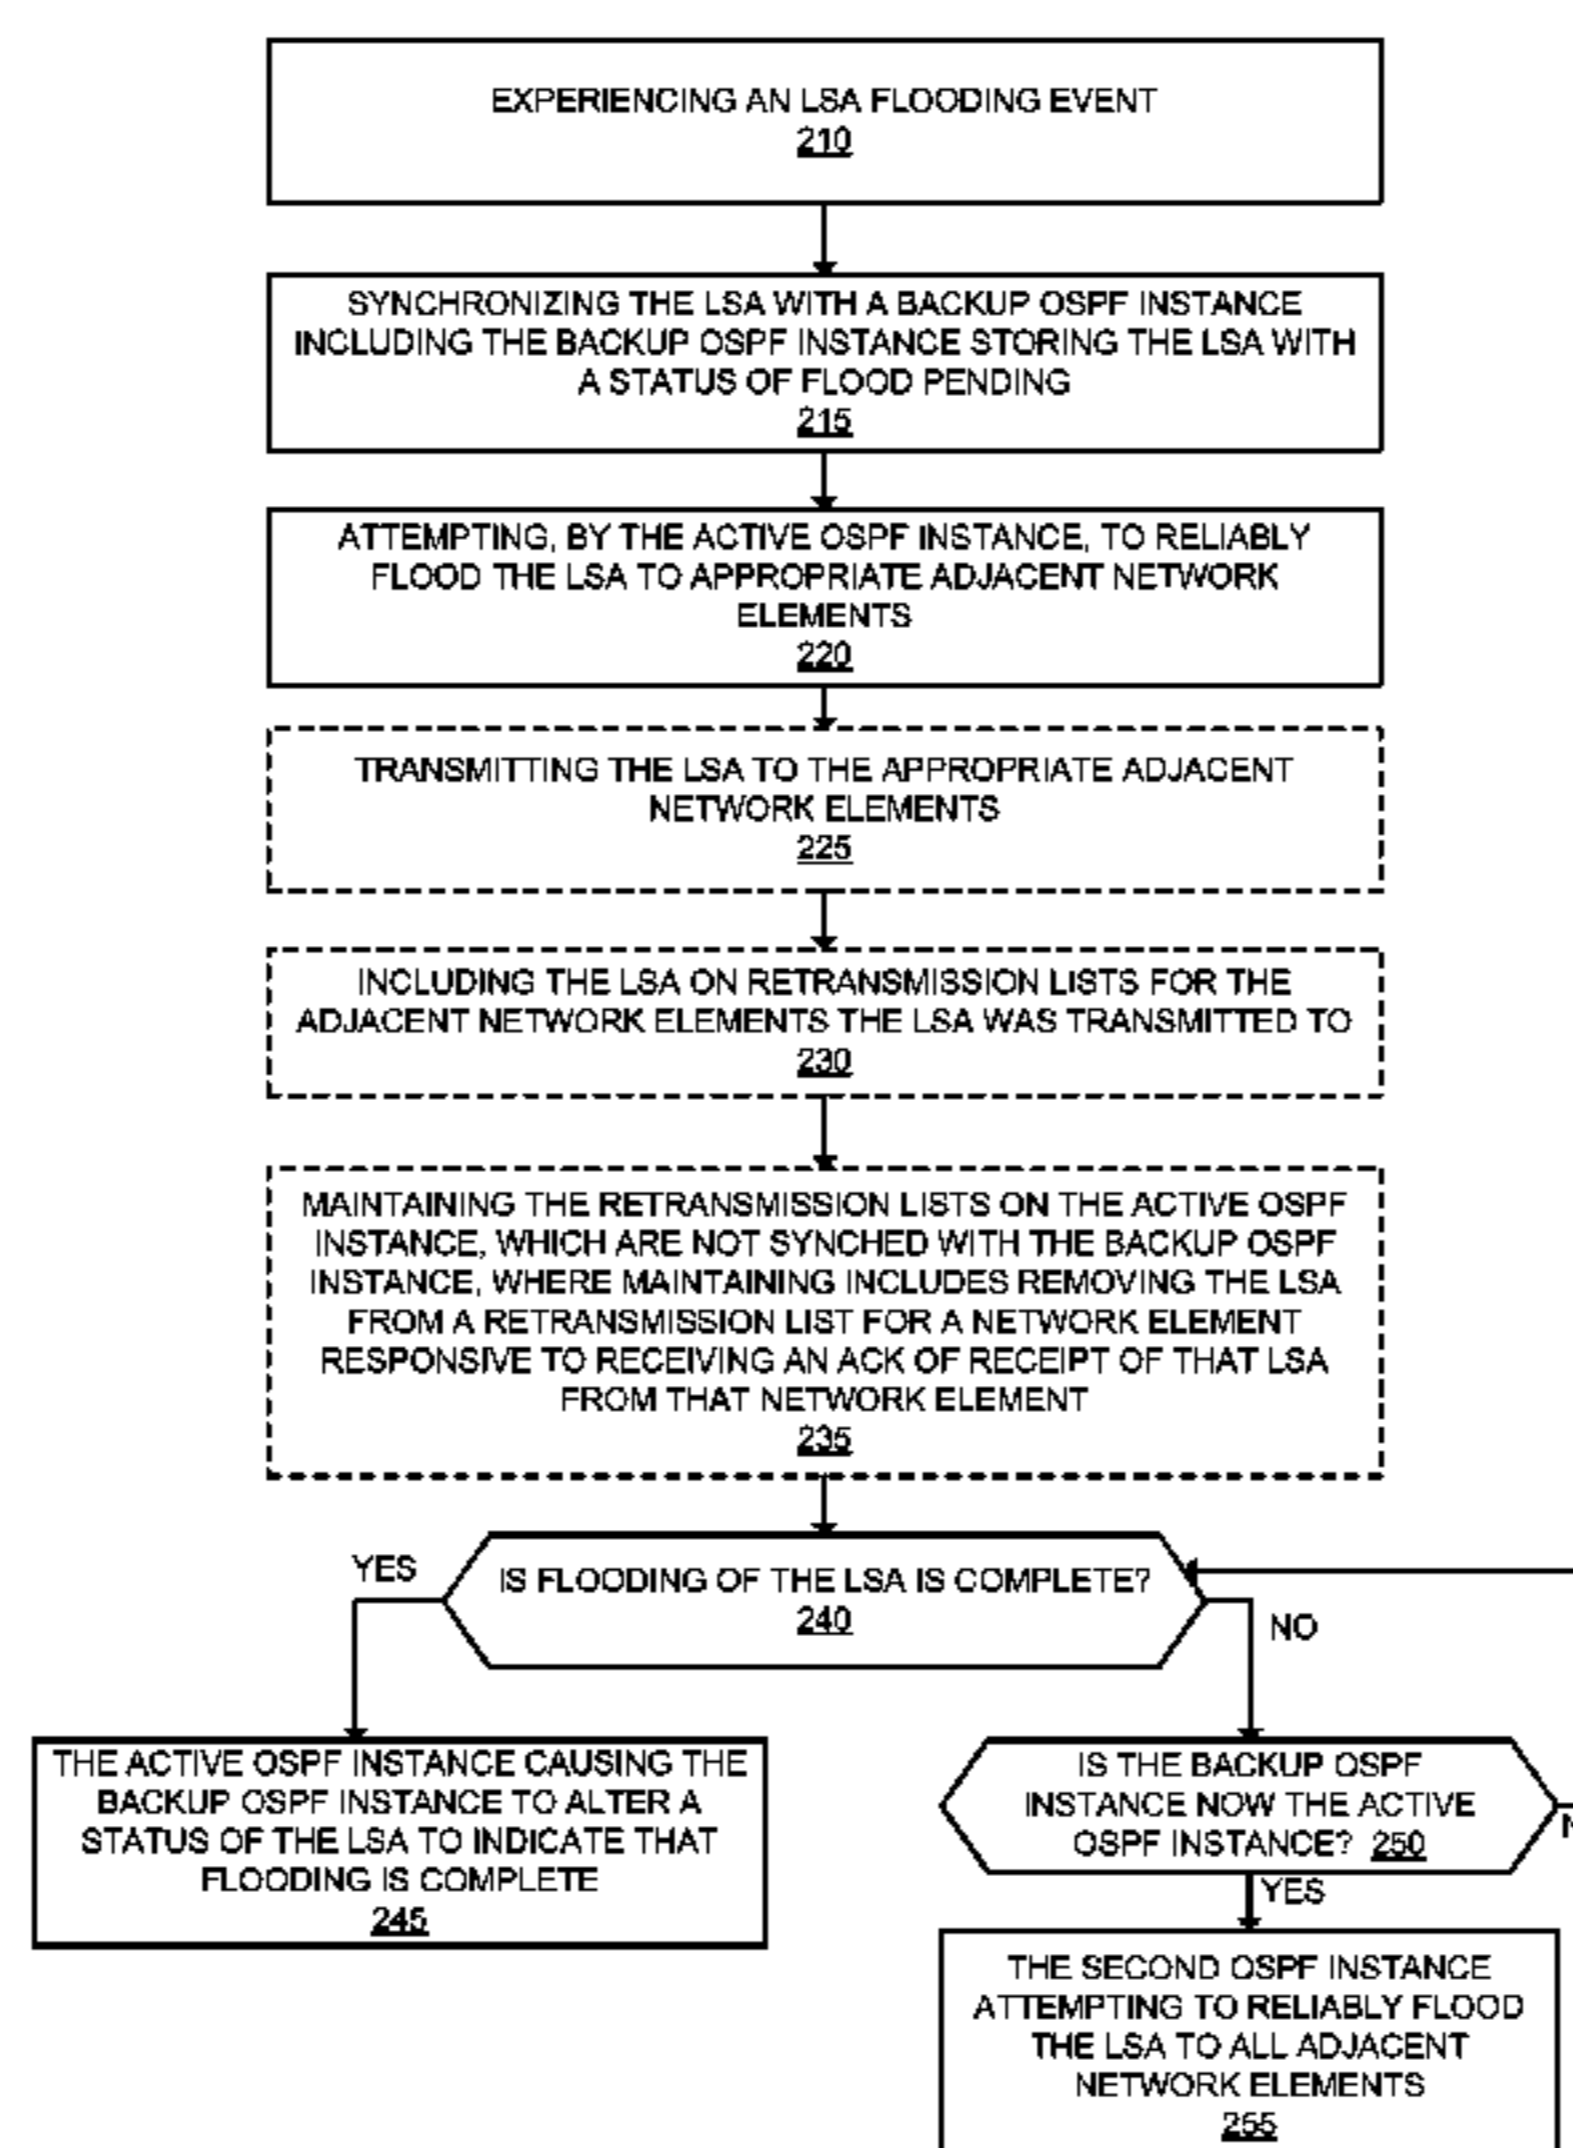 EXPERIENCING AN LSA FLOODING EVENT
210
SYNCHRONIZING THE LSA WITH A BACKUP OSPF INSTANCE
INCLUDING THE BACKUP OSPF INSTANCE STORING THE LSA WITH
A STATUS OF FLOOD PENDING
215
ATTEMPTING, BY THE ACTIVE OSPF INSTANCE, TO RELIABLY
FLOOD THE LSA TO APPROPRIATE ADJACENT NETWORK
ELEMENTS
220
TRANSMITTING THE LSA TO THE APPROPRIATE ADJACENT
NETWORK ELEMENTS
225
INCLUDING THE LSA ON RETRANSMISSION LISTS FOR THE
ADJACENT NETWORK ELEMENTS THE LSA WAS TRANSMITTED TO
230
MAINTAINING THE RETRANSMISSION LISTS ON THE ACTIVE OSPF
INSTANCE, WHICH ARE NOT SYNCHED WITH THE BACKUP OSPF
INSTANCE, WHERE MAINTAINING INCLUDES REMOVING THE LSA
FROM A RETRANSMISSION LIST FOR A NETWORK ELEMENT
RESPONSIVE TO RECEIVING AN ACK OF RECEIPT OF THAT LSA
FROM THAT NETWORK ELEMENT
235
YES
IS FLOODING OF THE LSA IS COMPLETE?
240
NO
THE ACTIVE OSPF INSTANCE CAUSING THE
BACKUP OSPF INSTANCE TO ALTER A
STATUS OF THE LSA TO INDICATE THAT
FLOODING IS COMPLETE
245
IS THE BACKUP OSPF
INSTANCE NOW THE ACTIVE
OSPF INSTANCE? 250
YES
THE SECOND OSPF INSTANCE
ATTEMPTING TO RELIABLY FLOOD
THE LSA TO ALL ADJACENT
NETWORK ELEMENTS
255